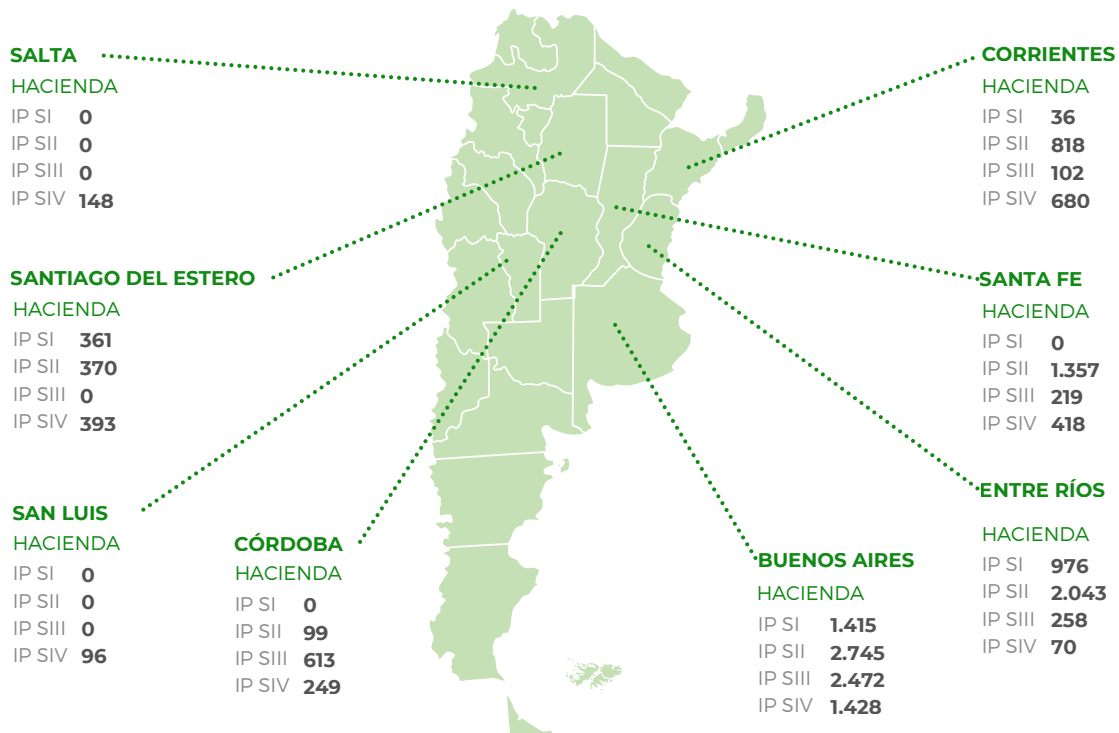 SALTA
HACIENDA
IP SI 0
IP SII 0
IP SIII 0
IP SIV 148
SANTIAGO DEL ESTERO
HACIENDA
IP SI 361
IP SII 370
IP SIII 0
IP SIV 393
SAN LUIS
HACIENDA
IP SI 0
IP SII 0
IP SIII 0
IP SIV 96
CÓRDOBA
HACIENDA
IP SI 0
IP SII 99
IP SIII 613
IP SIV 249
BUENOS AIRES
HACIENDA
IP SI 1.415
IP SII 2.745
IP SIII 2.472
IP SIV 1.428
CORRIENTES
HACIENDA
IP SI 36
IP SII 818
IP SIII 102
IP SIV 680
SANTA FE
HACIENDA
IP SI 0
IP SII 1.357
IP SIII 219
IP SIV 418
ENTRE RÍOS
HACIENDA
IP SI 976
IP SII 2.043
IP SIII 258
IP SIV 70